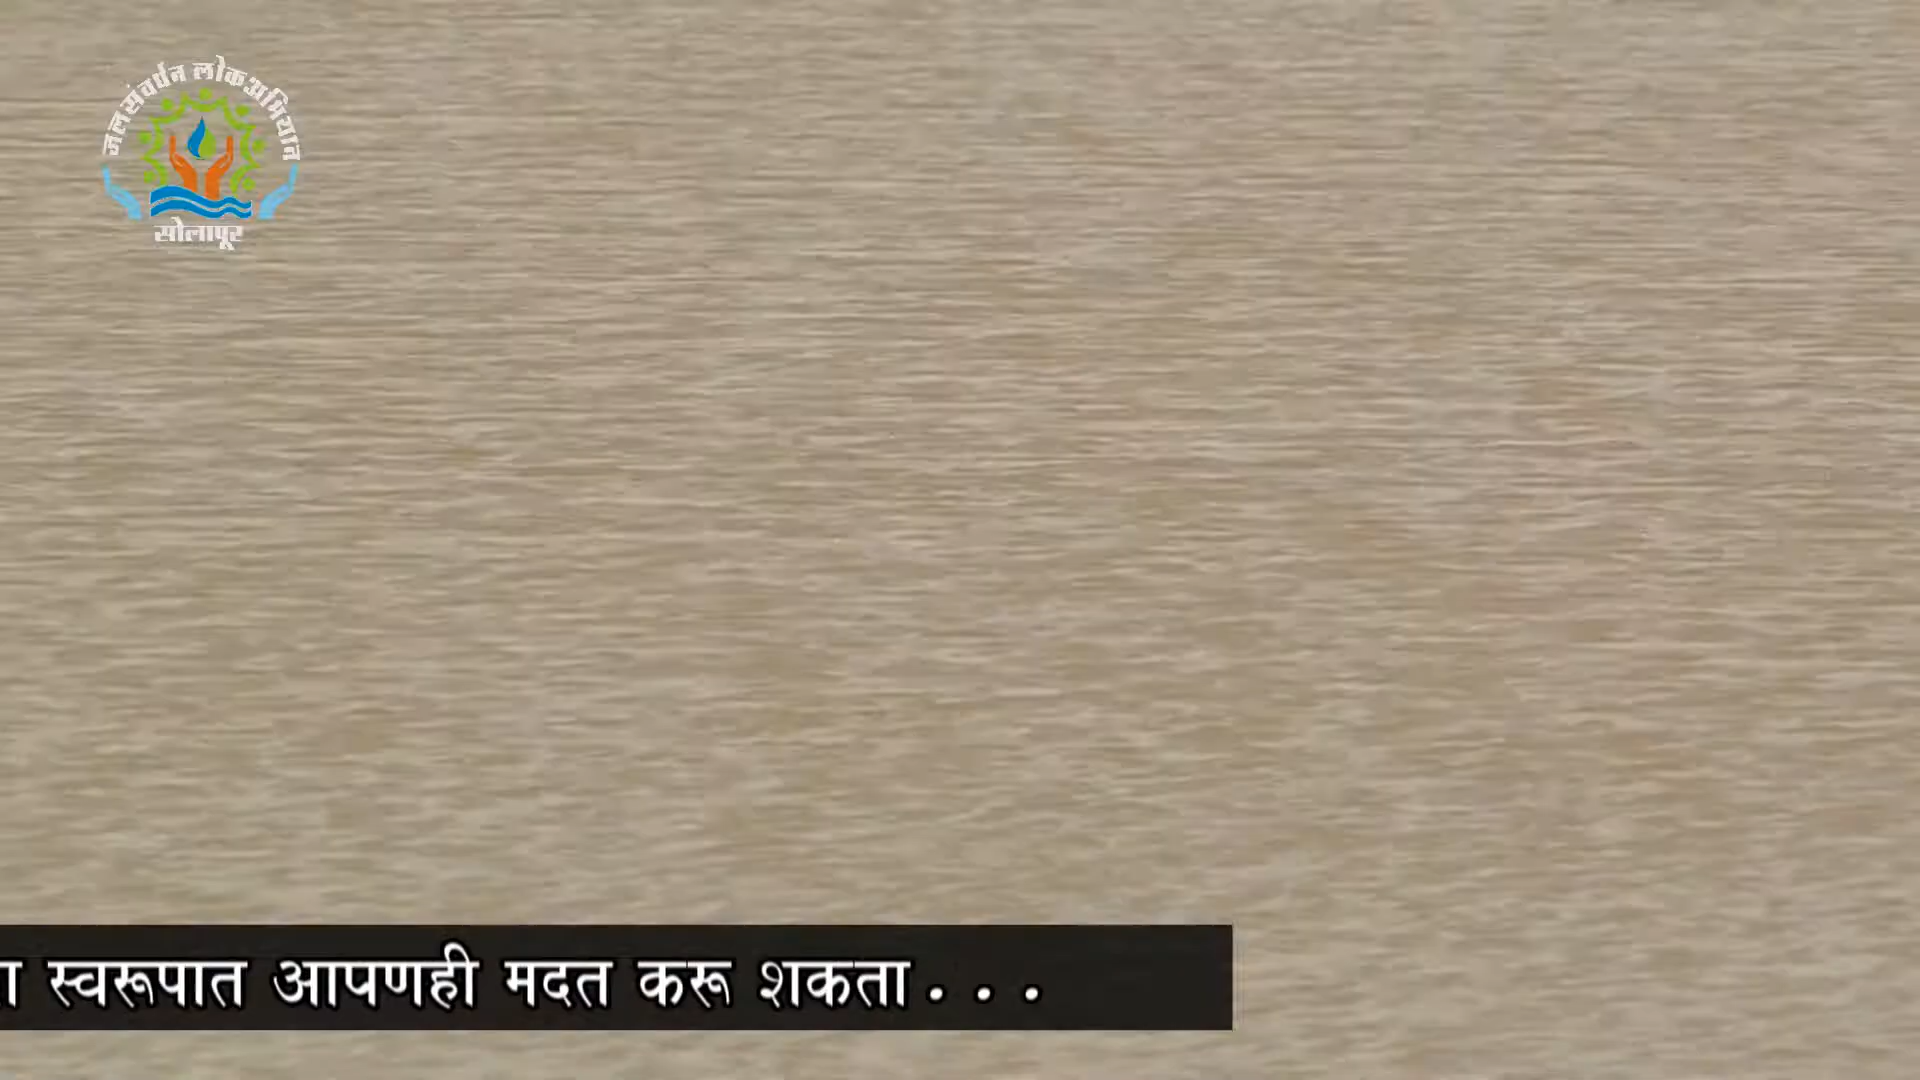 जलसंवर्धन लोकअभियान
सोलापूर
स्वरूपात आपणही मदत करू शकता...